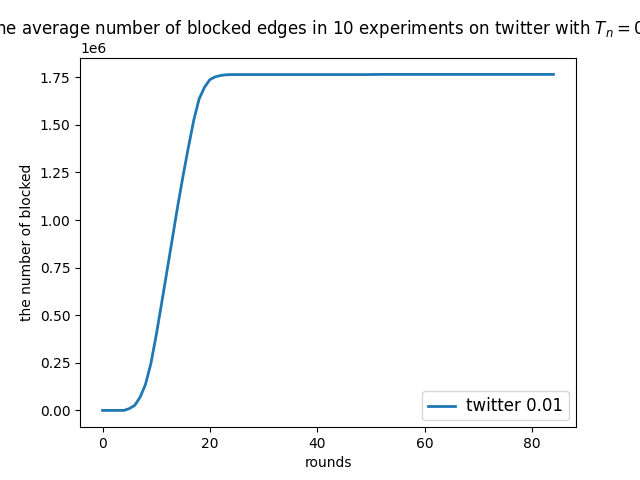 he average number of blocked edges in 10 experiments on twitter with Tₙ = 0
1e6
1.75
1.50
1.25
1.00
0.75
0.50
0.25
0.00
the number of blocked
twitter 0.01
0 20 40 60 80
rounds